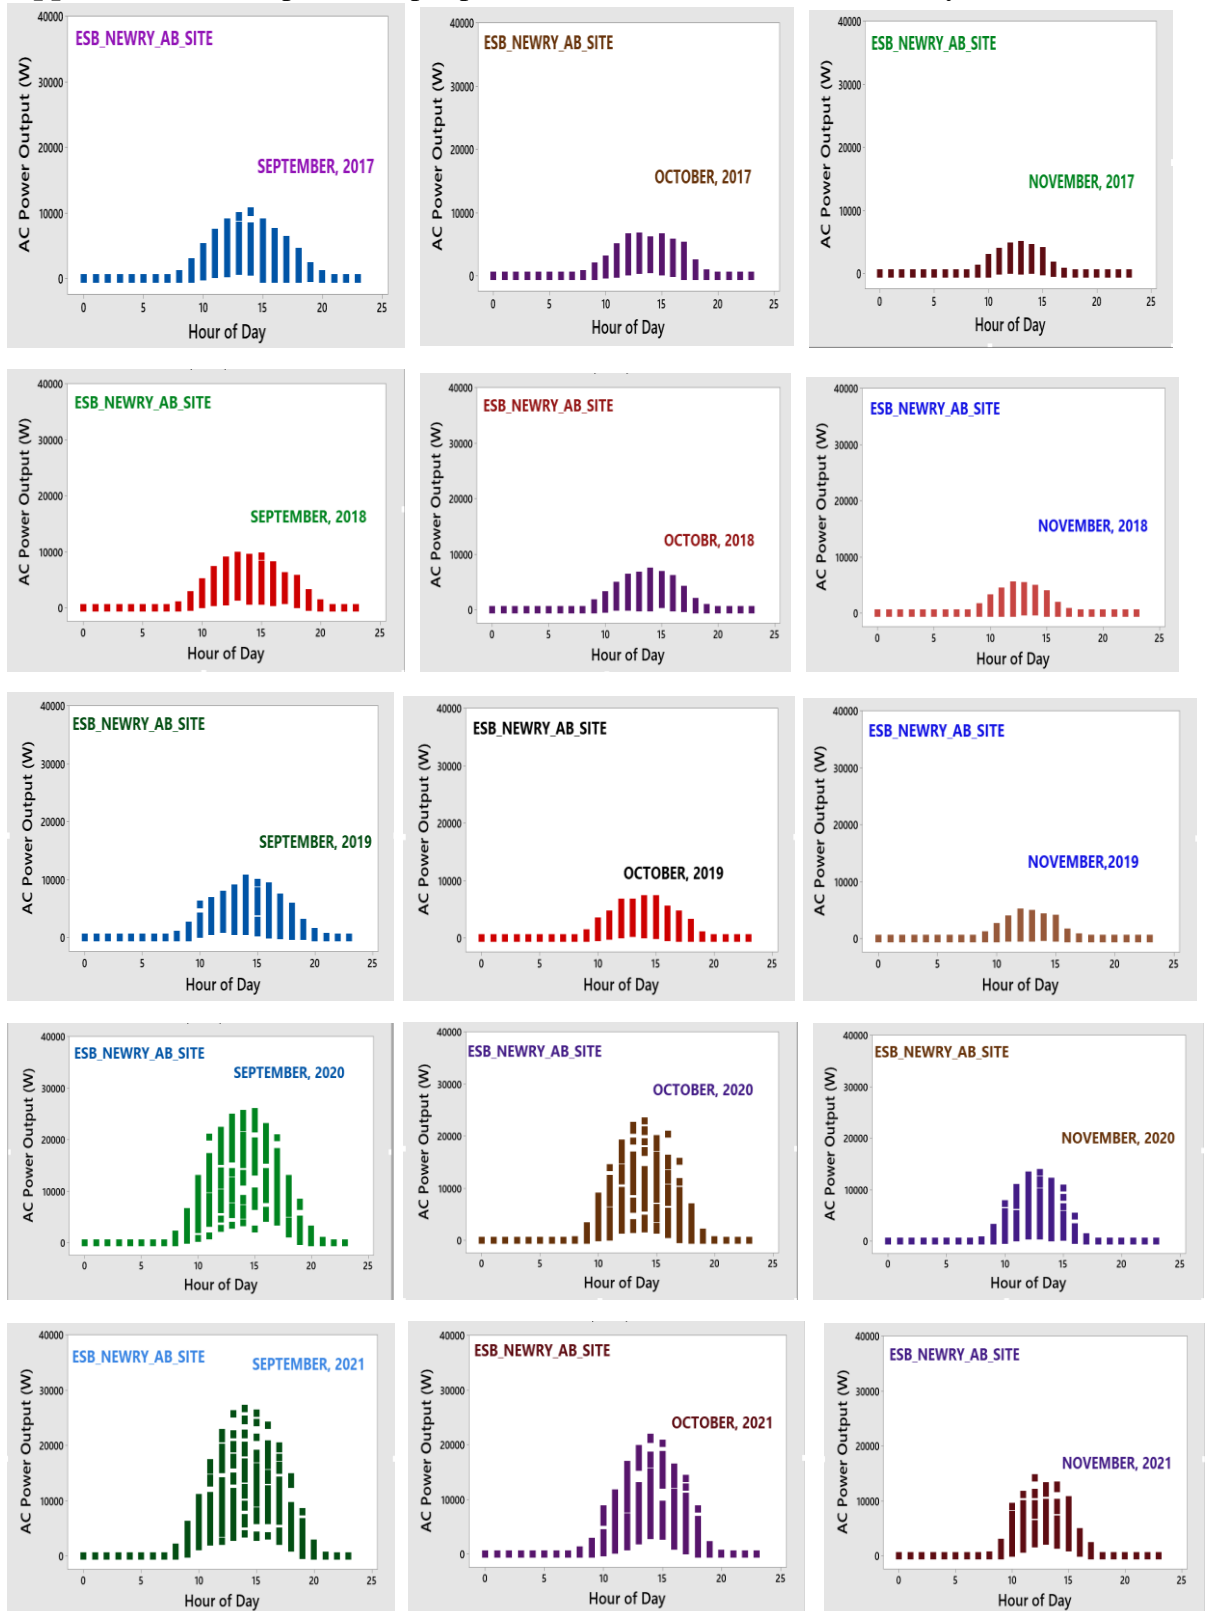 ESB_NEWRY_AB_SITE
SEPTEMBER, 2017
AC Power Output (W)
40000
30000
20000
10000
0
0 5 10 15 20 25
Hour of Day
ESB_NEWRY_AB_SITE
OCTOBER, 2017
AC Power Output (W)
40000
30000
20000
10000
0
0 5 10 15 20 25
Hour of Day
ESB_NEWRY_AB_SITE
NOVEMBER, 2017
AC Power Output (W)
40000
30000
20000
10000
0
0 5 10 15 20 25
Hour of Day
ESB_NEWRY_AB_SITE
SEPTEMBER, 2018
AC Power Output (W)
40000
30000
20000
10000
0
0 5 10 15 20 25
Hour of Day
ESB_NEWRY_AB_SITE
OCTOBR, 2018
AC Power Output (W)
40000
30000
20000
10000
0
0 5 10 15 20 25
Hour of Day
ESB_NEWRY_AB_SITE
NOVEMBER, 2018
AC Power Output (W)
40000
30000
20000
10000
0
0 5 10 15 20 25
Hour of Day
ESB_NEWRY_AB_SITE
SEPTEMBER, 2019
AC Power Output (W)
40000
30000
20000
10000
0
0 5 10 15 20 25
Hour of Day
ESB_NEWRY_AB_SITE
OCTOBER, 2019
AC Power Output (W)
40000
30000
20000
10000
0
0 5 10 15 20 25
Hour of Day
ESB_NEWRY_AB_SITE
NOVEMBER,2019
AC Power Output (W)
40000
30000
20000
10000
0
0 5 10 15 20 25
Hour of Day
ESB_NEWRY_AB_SITE
SEPTEMBER, 2020
AC Power Output (W)
40000
30000
20000
10000
0
0 5 10 15 20 25
Hour of Day
ESB_NEWRY_AB_SITE
OCTOBER, 2020
AC Power Output (W)
40000
30000
20000
10000
0
0 5 10 15 20 25
Hour of Day
ESB_NEWRY_AB_SITE
NOVEMBER, 2020
AC Power Output (W)
40000
30000
20000
10000
0
0 5 10 15 20 25
Hour of Day
ESB_NEWRY_AB_SITE
SEPTEMBER, 2021
AC Power Output (W)
40000
30000
20000
10000
0
0 5 10 15 20 25
Hour of Day
ESB_NEWRY_AB_SITE
OCTOBER, 2021
AC Power Output (W)
40000
30000
20000
10000
0
0 5 10 15 20 25
Hour of Day
ESB_NEWRY_AB_SITE
NOVEMBER, 2021
AC Power Output (W)
40000
30000
20000
10000
0
0 5 10 15 20 25
Hour of Day